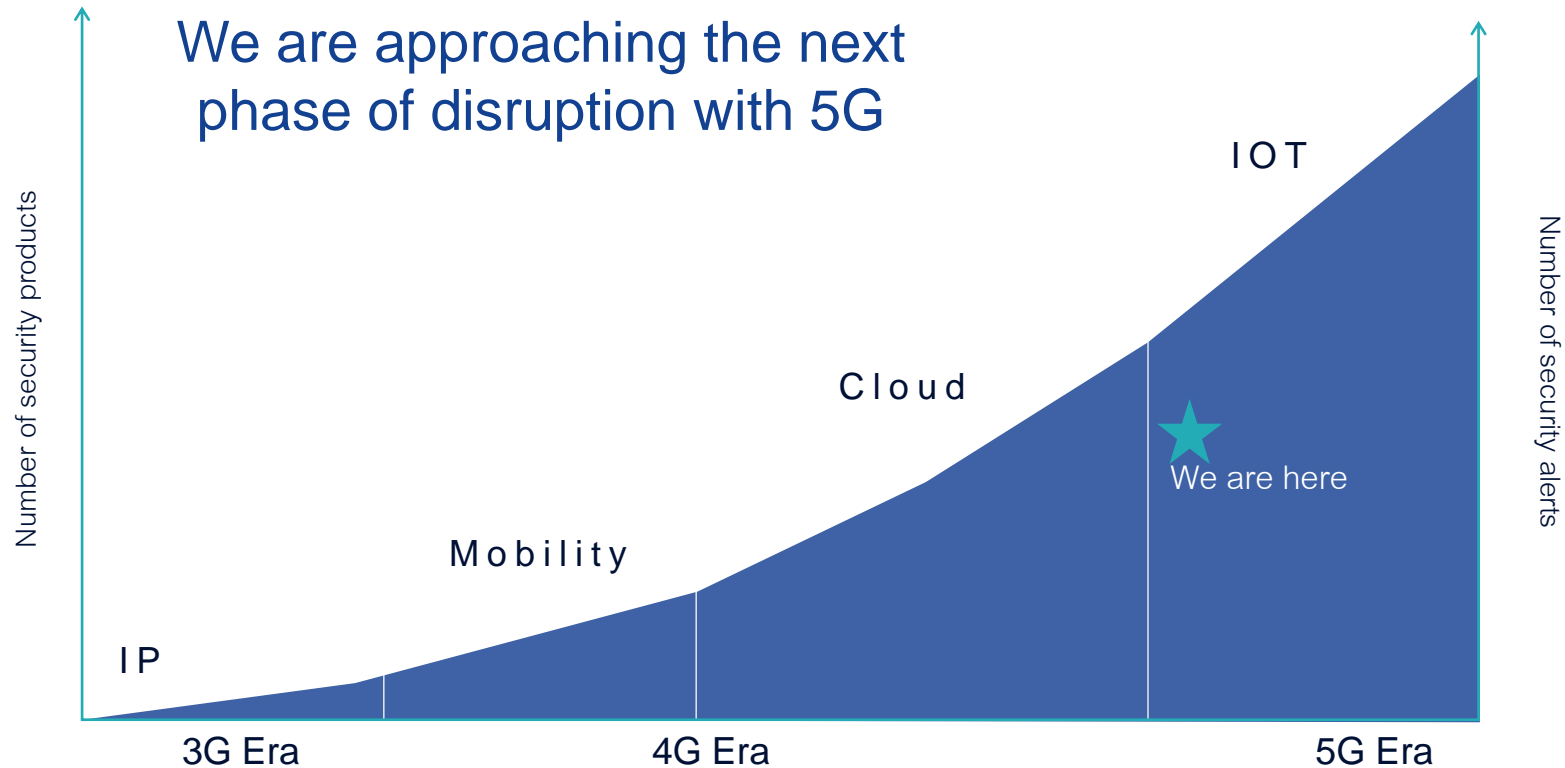 We are approaching the next
phase of disruption with 5G
Number of security products
IP
Mobility
Cloud
IOT
We are here
Number of security alerts
3G Era
4G Era
5G Era